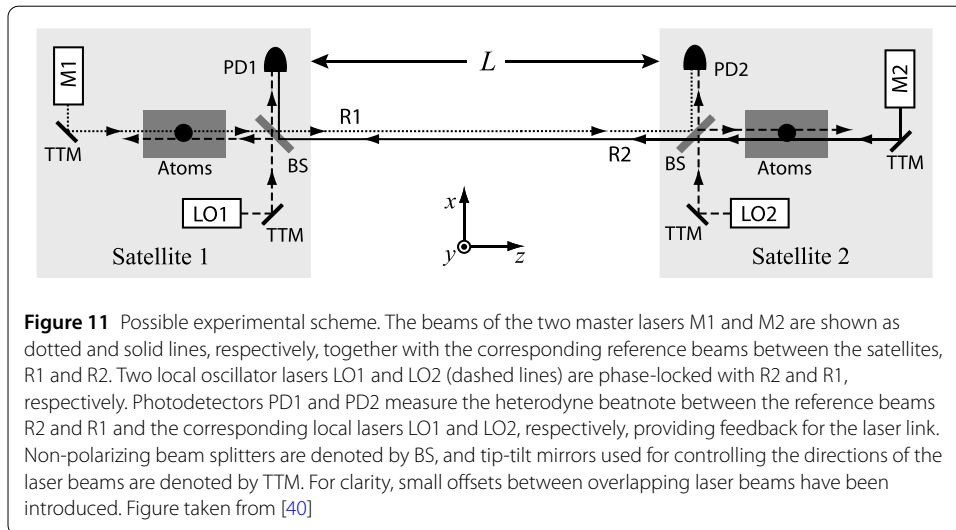 M1
PD1
L
PD2
M2
R1
R2
TTM
Atoms
BS
BS
Atoms
TTM
LO1
TTM
x
y
z
TTM
LO2
Satellite 1
Satellite 2
Figure 11 Possible experimental scheme. The beams of the two master lasers M1 and M2 are shown as
dotted and solid lines, respectively, together with the corresponding reference beams between the satellites,
R1 and R2. Two local oscillator lasers LO1 and LO2 (dashed lines) are phase-locked with R2 and R1,
respectively. Photodetectors PD1 and PD2 measure the heterodyne beatnote between the reference beams
R2 and R1 and the corresponding local lasers LO1 and LO2, respectively, providing feedback for the laser link.
Non-polarizing beam splitters are denoted by BS, and tip-tilt mirrors used for controlling the directions of the
laser beams are denoted by TTM. For clarity, small offsets between overlapping laser beams have been
introduced. Figure taken from [40]